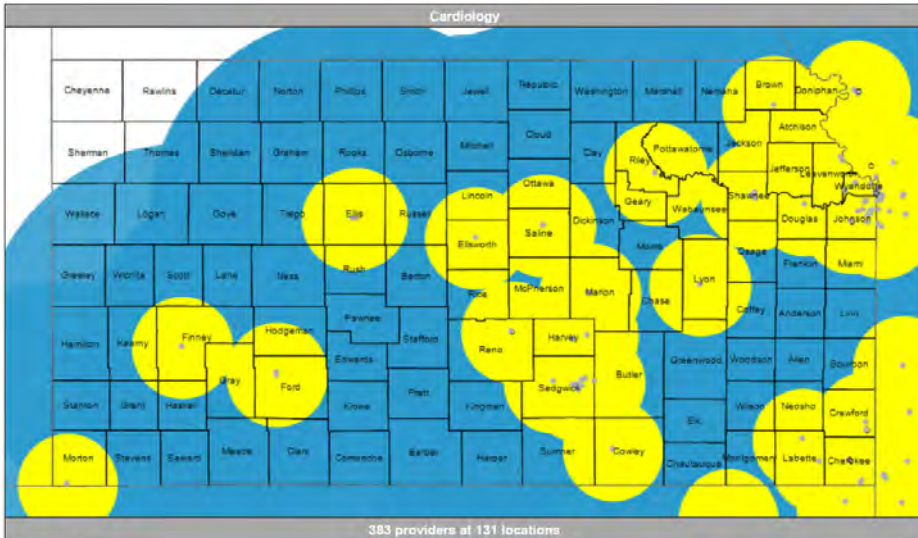 Cardiology
Cheyenne Rawlins Decatur Norton Phillips Smith Jewell Republic Washington Marshall Nemaha Brown Doniphan
Atchison
Sherman Thomas Sheridan Graham Rooks Osborne Mitchell Cloud Clay Riley Pottawatomie Jackson Jefferson Leavenworth
Wyandotte
Lincoln Ottawa
Geary Wabaunsee Shawnee
Wallace Logan Gove Trego Ellis Russell Ellsworth Saline Dickinson Morris Douglas Johnson
Osage Franklin Miami
Greeley Wichita Scott Lane Ness Rush Barton Rice McPherson Marion Chase Lyon
Coffey Anderson Linn
Hamilton Kearny Finney Hodgeman Pawnee Stafford Reno Harvey
Gray Ford Edwards Sedgwick Butler Greenwood Woodson Allen Bourbon
Stanton Grant Haskell Kiowa Pratt Kingman Elk Wilson Neosho Crawford
Morton Stevens Seward Meade Clark Comanche Barber Harper Sumner Cowley Chautauqua Montgomery Labette Cherokee
383 providers at 131 locations